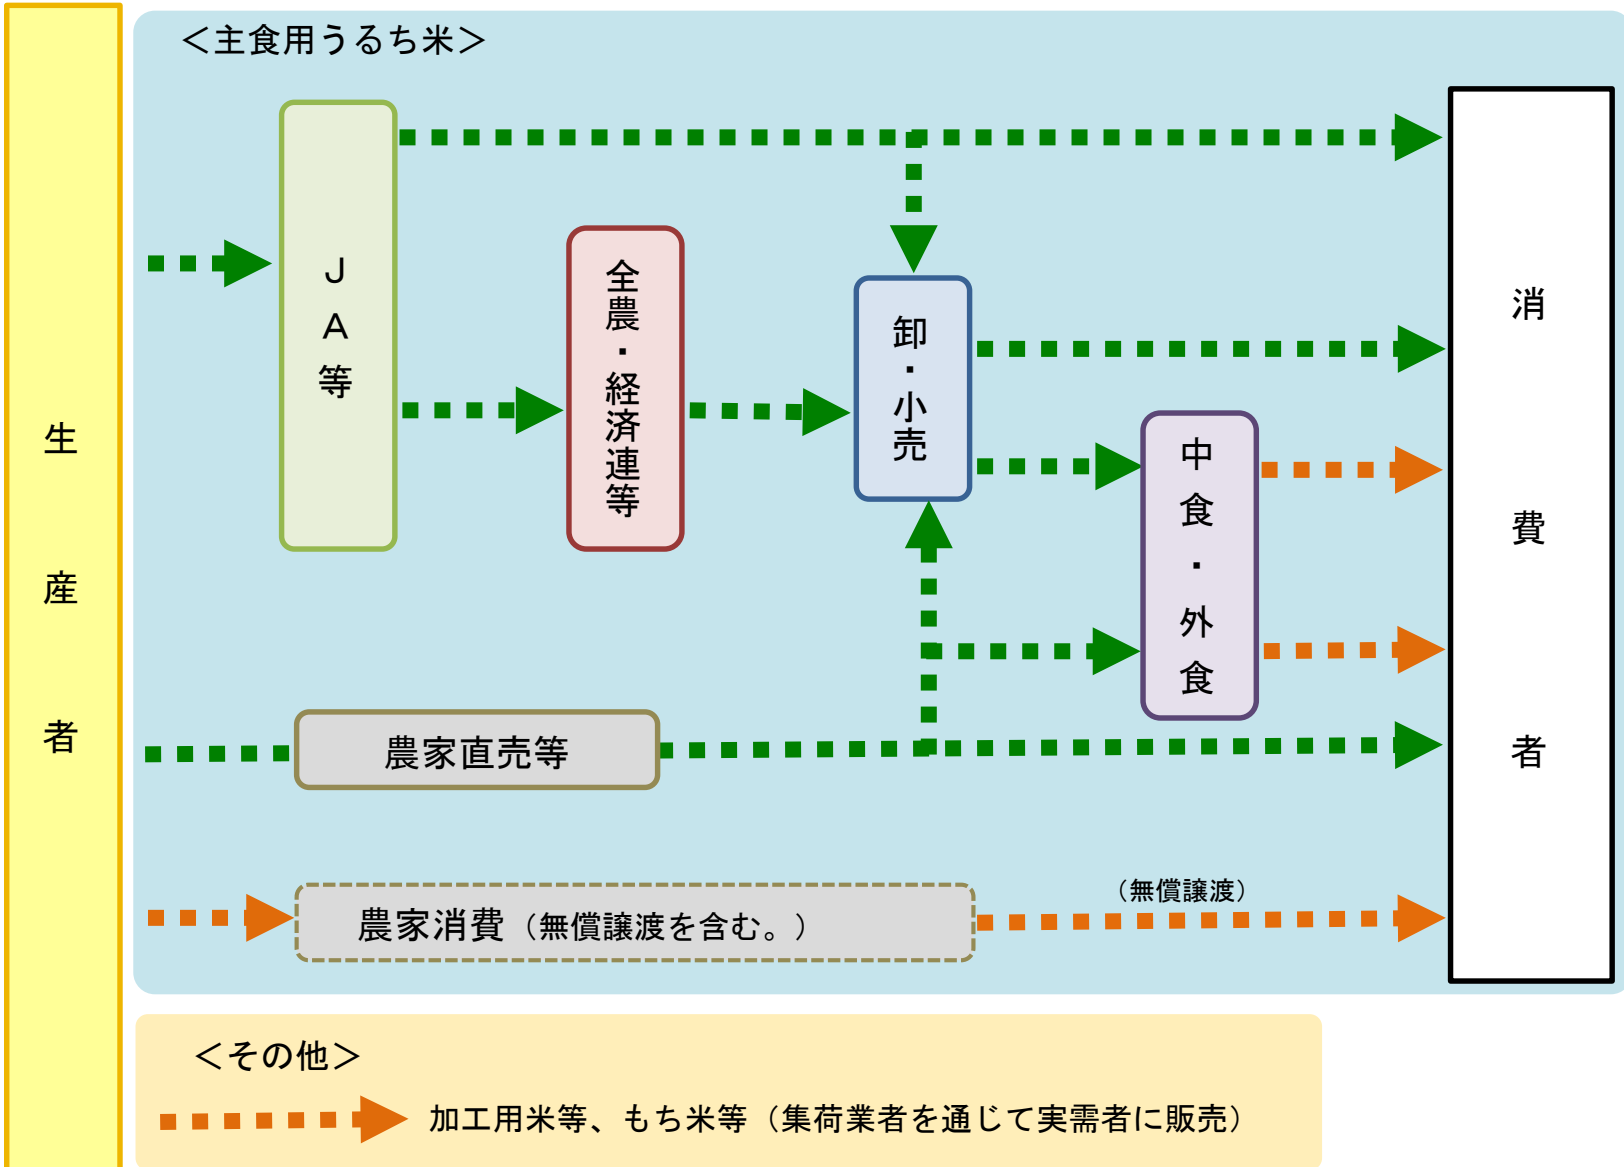 ＜主食用うるち米＞
生産者
ＪＡ等
全農・経済連等
卸・小売
中食・外食
消費者
農家直売等
農家消費（無償譲渡を含む。）
（無償譲渡）
＜その他＞
加工用米等、もち米等（集荷業者を通じて実需者に販売）